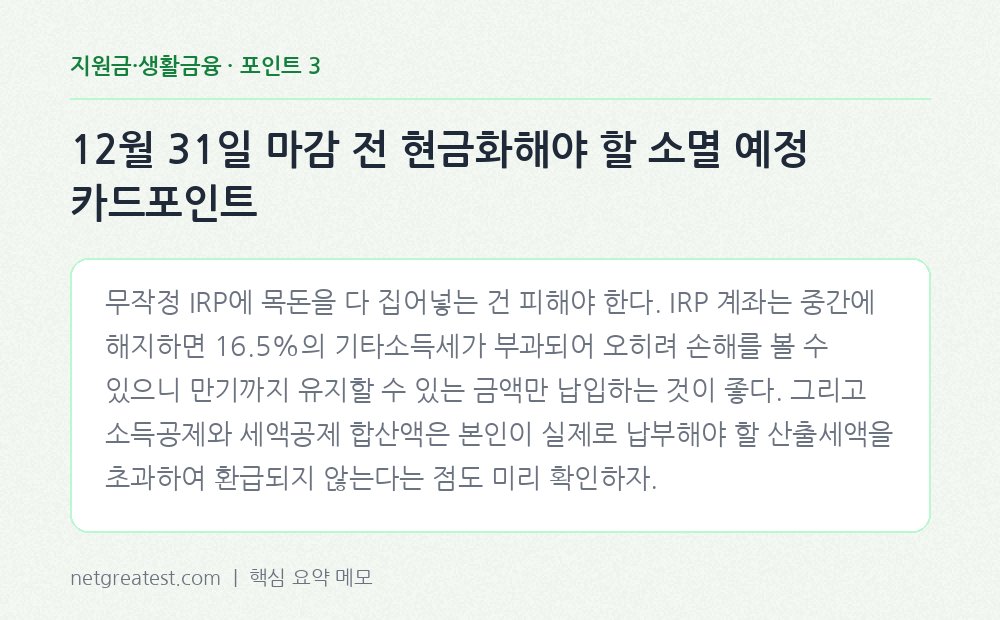 지원금·생활금융 · 포인트 3
12월 31일 마감 전 현금화해야 할 소멸 예정
카드포인트
무작정 IRP에 목돈을 다 집어넣는 건 피해야 한다. IRP 계좌는 중간에
해지하면 16.5%의 기타소득세가 부과되어 오히려 손해를 볼 수
있으니 만기까지 유지할 수 있는 금액만 납입하는 것이 좋다. 그리고
소득공제와 세액공제 합산액은 본인이 실제로 납부해야 할 산출세액을
초과하여 환급되지 않는다는 점도 미리 확인하자.
netgreatest.com | 핵심 요약 메모